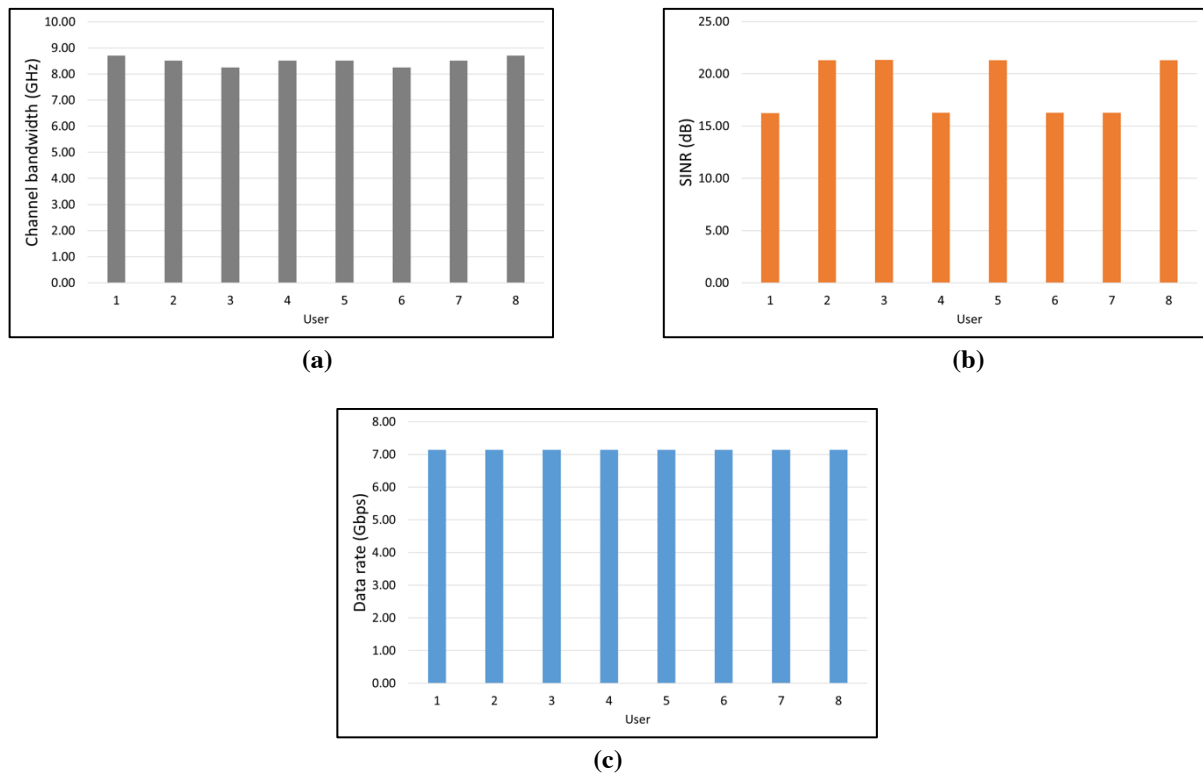 10.00
9.00
8.00
7.00
6.00
5.00
4.00
3.00
2.00
1.00
0.00
Channel bandwidth (GHz)
1 2 3 4 5 6 7 8
User
(a)
25.00
20.00
15.00
10.00
5.00
0.00
SINR (dB)
1 2 3 4 5 6 7 8
User
(b)
8.00
7.00
6.00
5.00
4.00
3.00
2.00
1.00
0.00
Data rate (Gbps)
1 2 3 4 5 6 7 8
User
(c)